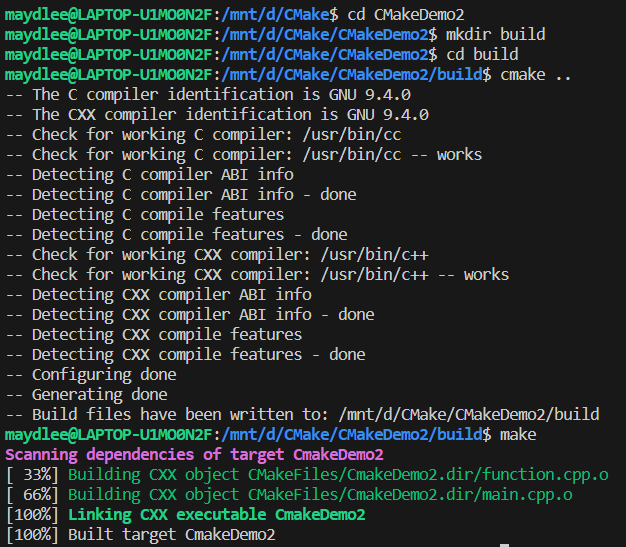 maydlee@LAPTOP-U1MO0N2F:/mnt/d/CMake$ cd CMakeDemo2
maydlee@LAPTOP-U1MO0N2F:/mnt/d/CMake/CMakeDemo2$ mkdir build
maydlee@LAPTOP-U1MO0N2F:/mnt/d/CMake/CMakeDemo2$ cd build
maydlee@LAPTOP-U1MO0N2F:/mnt/d/CMake/CMakeDemo2/build$ cmake ..
-- The C compiler identification is GNU 9.4.0
-- The CXX compiler identification is GNU 9.4.0
-- Check for working C compiler: /usr/bin/cc
-- Check for working C compiler: /usr/bin/cc -- works
-- Detecting C compiler ABI info
-- Detecting C compiler ABI info - done
-- Detecting C compile features
-- Detecting C compile features - done
-- Check for working CXX compiler: /usr/bin/c++
-- Check for working CXX compiler: /usr/bin/c++ -- works
-- Detecting CXX compiler ABI info
-- Detecting CXX compiler ABI info - done
-- Detecting CXX compile features
-- Detecting CXX compile features - done
-- Configuring done
-- Generating done
-- Build files have been written to: /mnt/d/CMake/CMakeDemo2/build
maydlee@LAPTOP-U1MO0N2F:/mnt/d/CMake/CMakeDemo2/build$ make
Scanning dependencies of target CmakeDemo2
[ 33%] Building CXX object CMakeFiles/CmakeDemo2.dir/function.cpp.o
[ 66%] Building CXX object CMakeFiles/CmakeDemo2.dir/main.cpp.o
[100%] Linking CXX executable CmakeDemo2
[100%] Built target CmakeDemo2